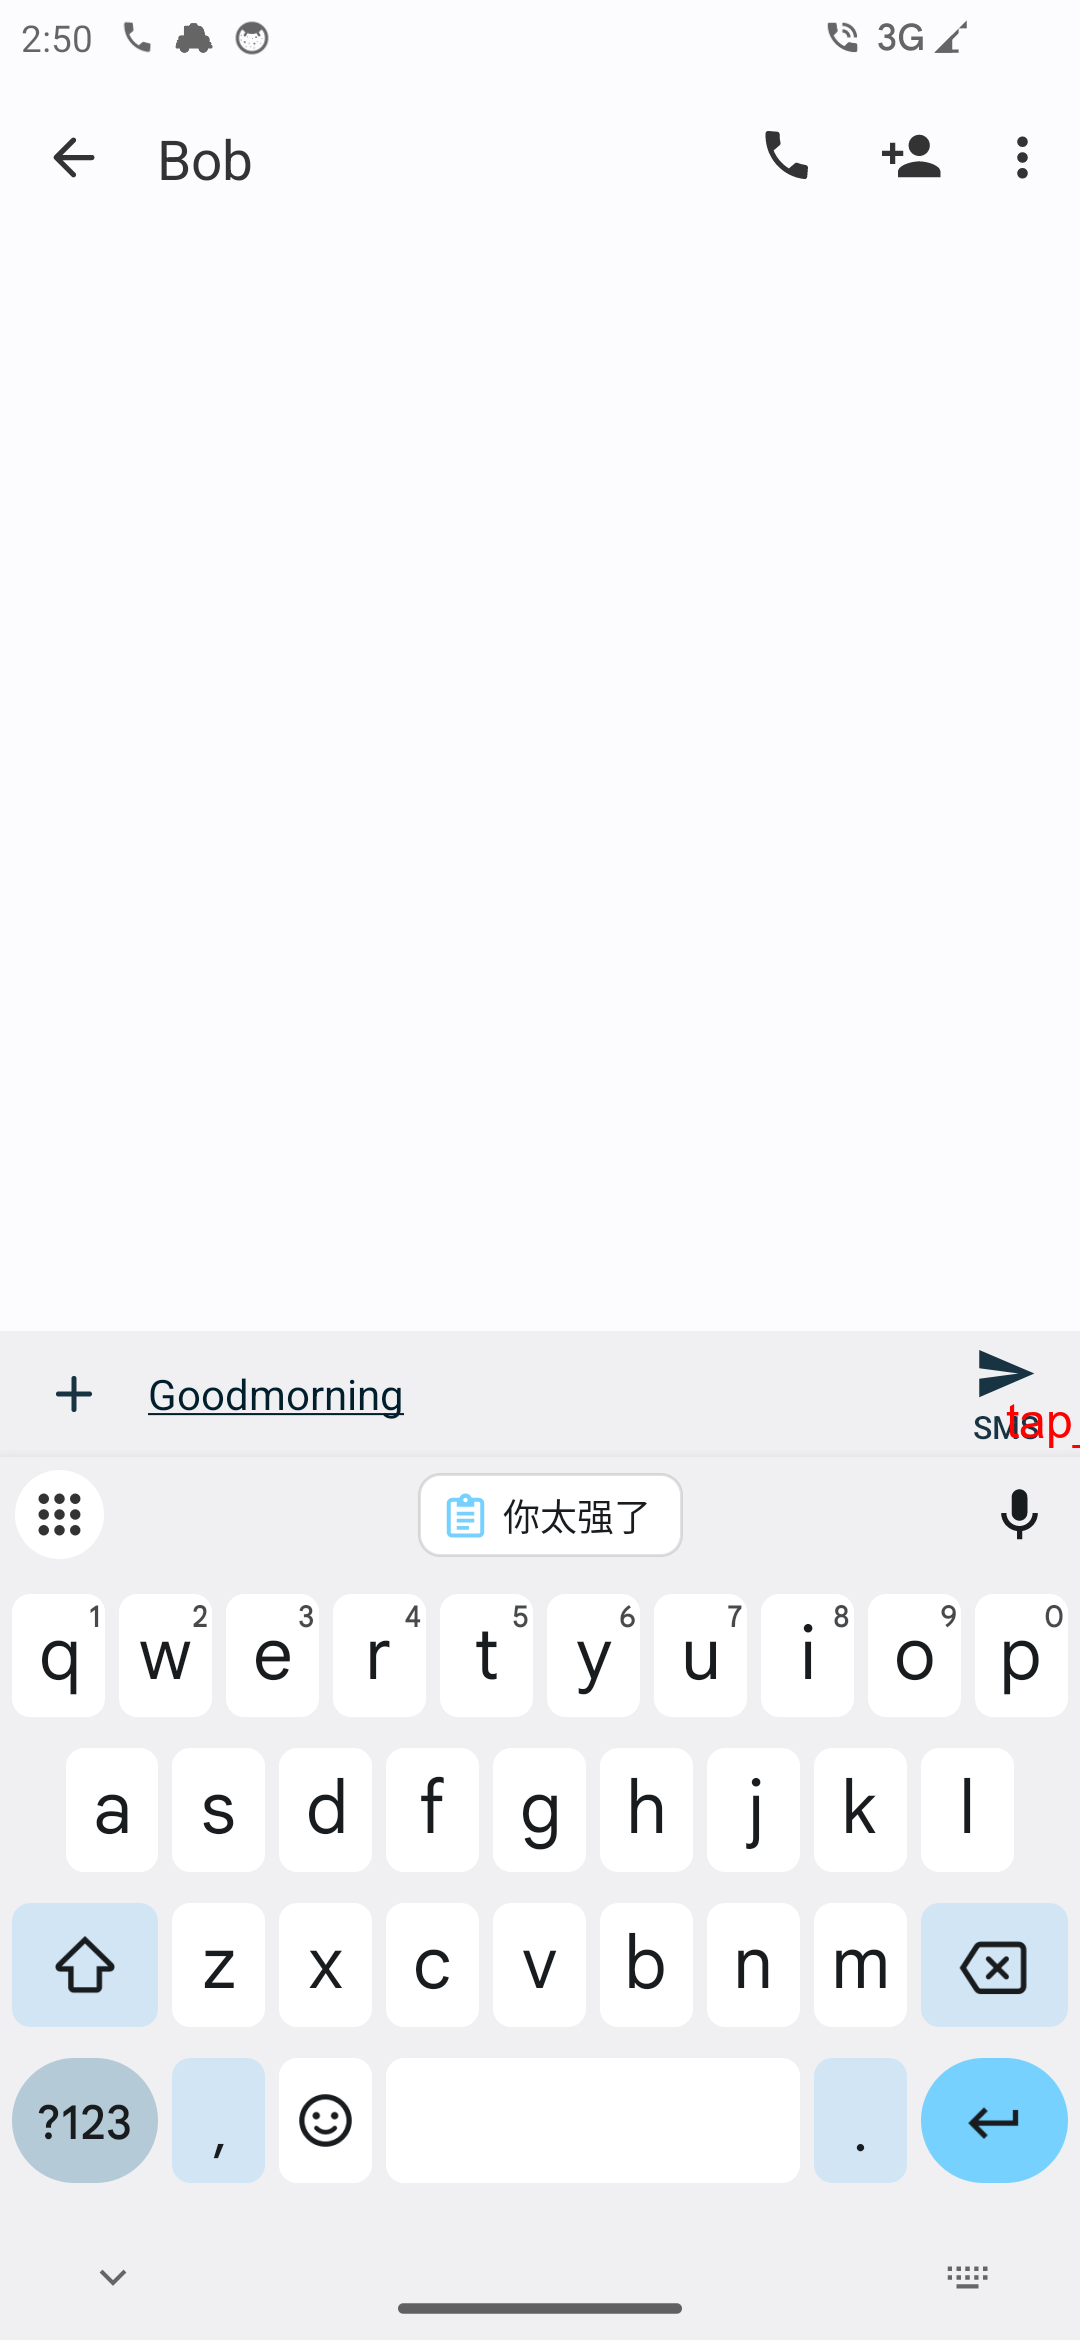 2:50 3G
Bob
Goodmorning
SMS
tap_
你太强了
1 2 3 4 5 6 7 8 9 0
q w e r t y u i o p
a s d f g h j k l
z x c v b n m
?123 , .